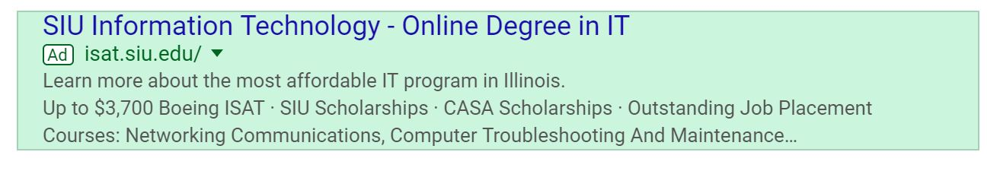 SIU Information Technology - Online Degree in IT
Ad isat.siu.edu/
Learn more about the most affordable IT program in Illinois.
Up to $3,700 Boeing ISAT · SIU Scholarships · CASA Scholarships · Outstanding Job Placement
Courses: Networking Communications, Computer Troubleshooting And Maintenance…